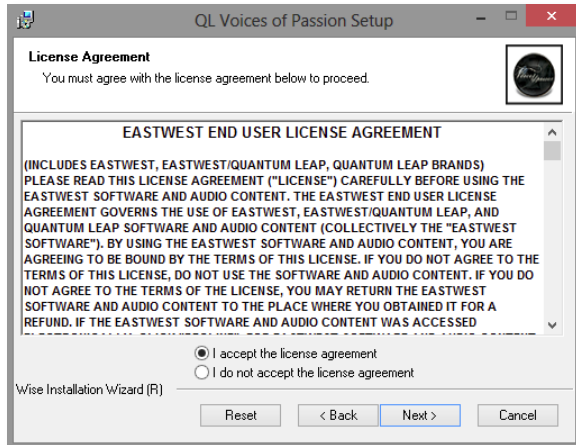 QL Voices of Passion Setup
License Agreement
You must agree with the license agreement below to proceed.
EASTWEST END USER LICENSE AGREEMENT
(INCLUDES EASTWEST, EASTWEST/QUANTUM LEAP, QUANTUM LEAP BRANDS)
PLEASE READ THIS LICENSE AGREEMENT ("LICENSE") CAREFULLY BEFORE USING THE
EASTWEST SOFTWARE AND AUDIO CONTENT. THE EASTWEST END USER LICENSE
AGREEMENT GOVERNS THE USE OF EASTWEST, EASTWEST/QUANTUM LEAP, AND
QUANTUM LEAP SOFTWARE AND AUDIO CONTENT (COLLECTIVELY THE "EASTWEST
SOFTWARE"). BY USING THE EASTWEST SOFTWARE AND AUDIO CONTENT, YOU ARE
AGREEING TO BE BOUND BY THE TERMS OF THIS LICENSE. IF YOU DO NOT AGREE TO THE
TERMS OF THIS LICENSE, DO NOT USE THE SOFTWARE AND AUDIO CONTENT. IF YOU DO
NOT AGREE TO THE TERMS OF THE LICENSE, YOU MAY RETURN THE EASTWEST
SOFTWARE AND AUDIO CONTENT TO THE PLACE WHERE YOU OBTAINED IT FOR A
REFUND. IF THE EASTWEST SOFTWARE AND AUDIO CONTENT WAS ACCESSED
I accept the license agreement
I do not accept the license agreement
Wise Installation Wizard (R)
Reset
< Back
Next >
Cancel